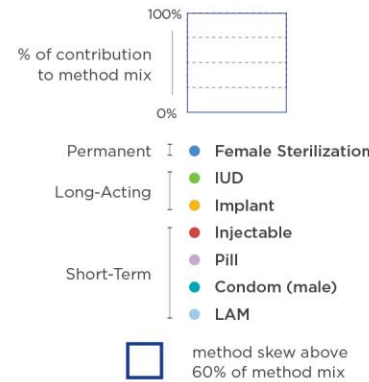 100%
% of contribution
to method mix
0%
Permanent
Female Sterilization
Long-Acting
IUD
Implant
Short-Term
Injectable
Pill
Condom (male)
LAM
method skew above
60% of method mix